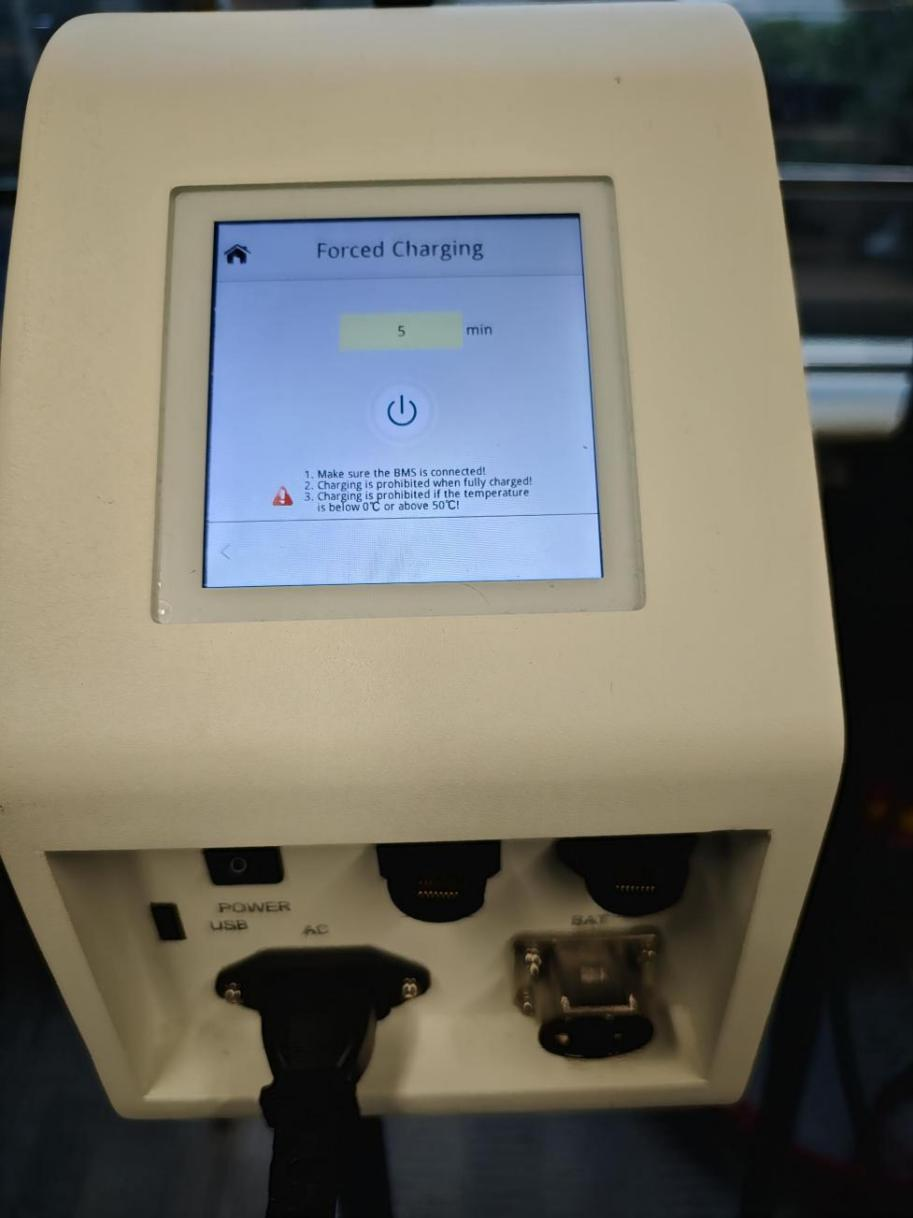 Forced Charging
5 min
1. Make sure the BMS is connected!
2. Charging is prohibited when fully charged!
3. Charging is prohibited if the temperature
is below 0℃ or above 50℃!
POWER
USB
AC
BAT